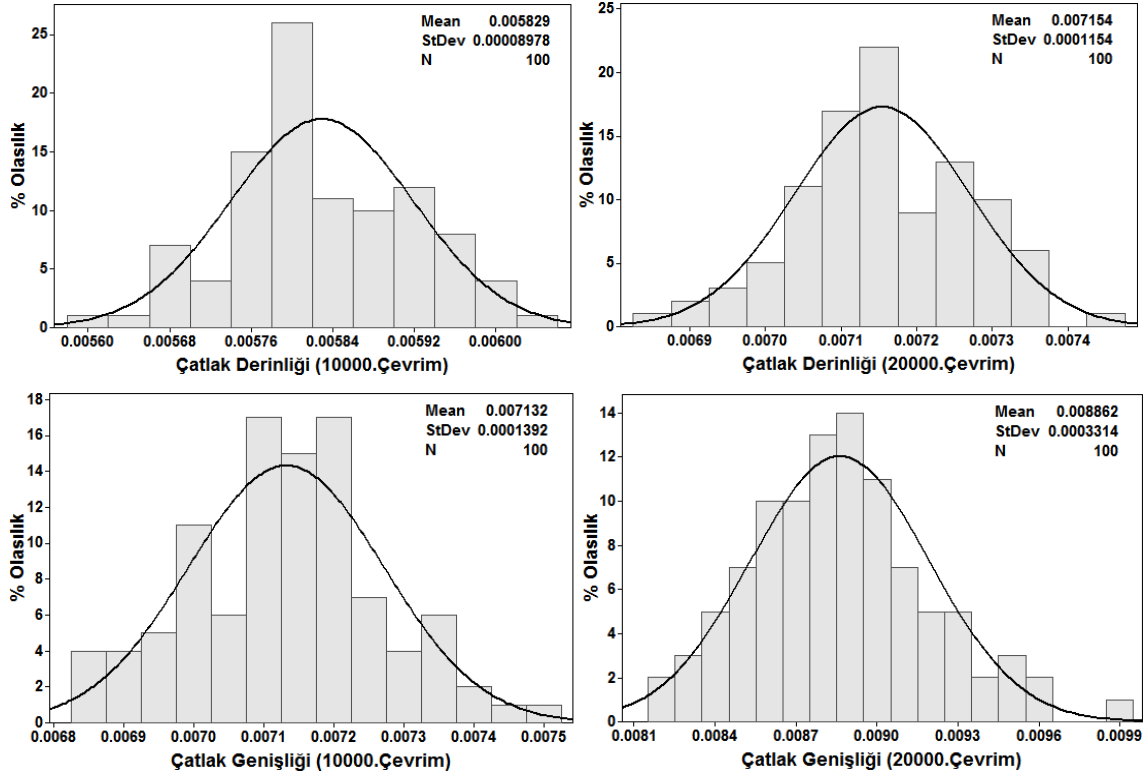 Mean 0.005829
StDev 0.00008978
N 100
% Olasılık
25
20
15
10
5
0
0.00560 0.00568 0.00576 0.00584 0.00592 0.00600
Çatlak Derinliği (10000.Çevrim)
Mean 0.007154
StDev 0.0001154
N 100
% Olasılık
25
20
15
10
5
0
0.0069 0.0070 0.0071 0.0072 0.0073 0.0074
Çatlak Derinliği (20000.Çevrim)
Mean 0.007132
StDev 0.0001392
N 100
% Olasılık
18
16
14
12
10
8
6
4
2
0
0.0068 0.0069 0.0070 0.0071 0.0072 0.0073 0.0074 0.0075
Çatlak Genişliği (10000.Çevrim)
Mean 0.008862
StDev 0.0003314
N 100
% Olasılık
14
12
10
8
6
4
2
0
0.0081 0.0084 0.0087 0.0090 0.0093 0.0096 0.0099
Çatlak Genişliği (20000.Çevrim)